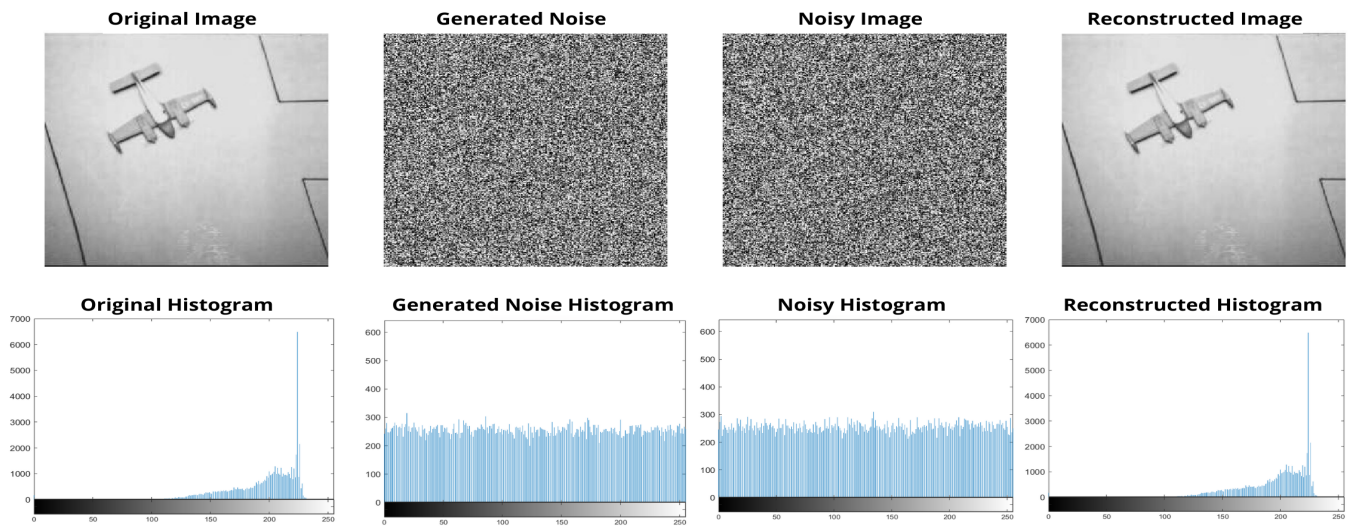 Original Image
Generated Noise
Noisy Image
Reconstructed Image
Original Histogram
Generated Noise Histogram
Noisy Histogram
Reconstructed Histogram
7000
6000
5000
4000
3000
2000
1000
0
0 50 100 150 200 250
600
500
400
300
200
100
0
0 50 100 150 200 250
600
500
400
300
200
100
0
0 50 100 150 200 250
7000
6000
5000
4000
3000
2000
1000
0
0 50 100 150 200 250